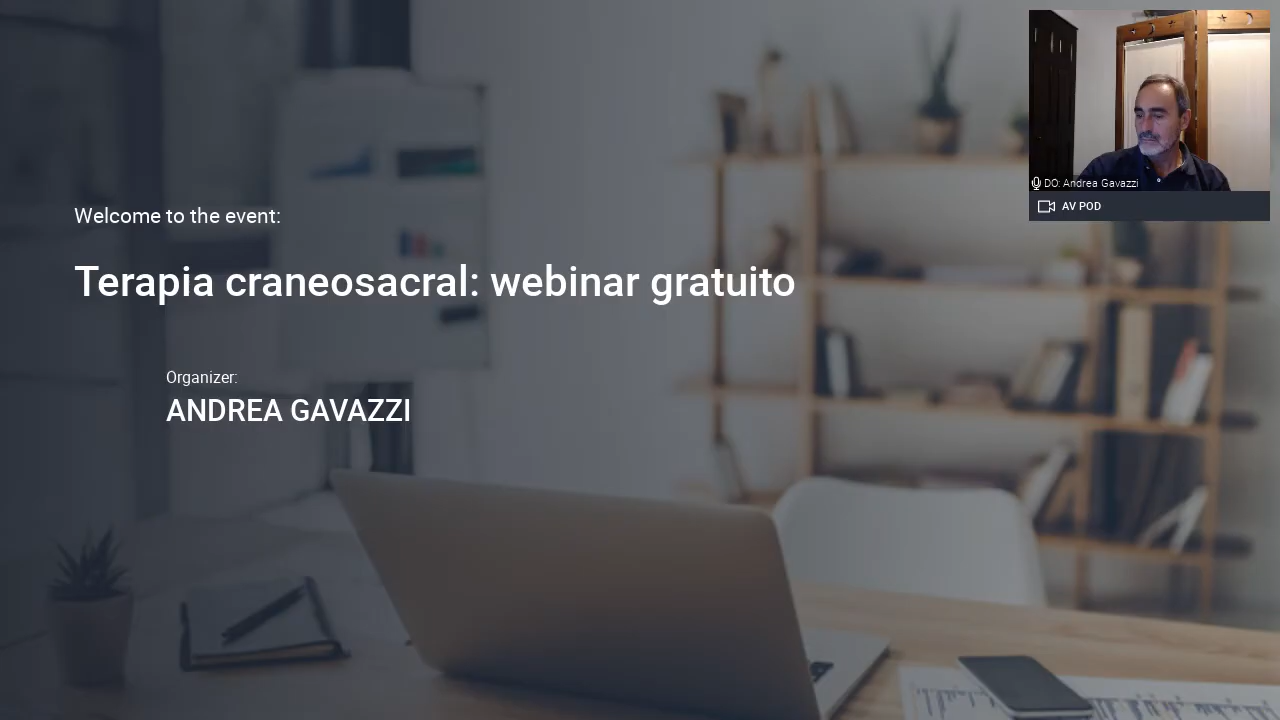 Welcome to the event:
Terapia craneosacral: webinar gratuito
Organizer:
ANDREA GAVAZZI
DO: Andrea Gavazzi
AV POD